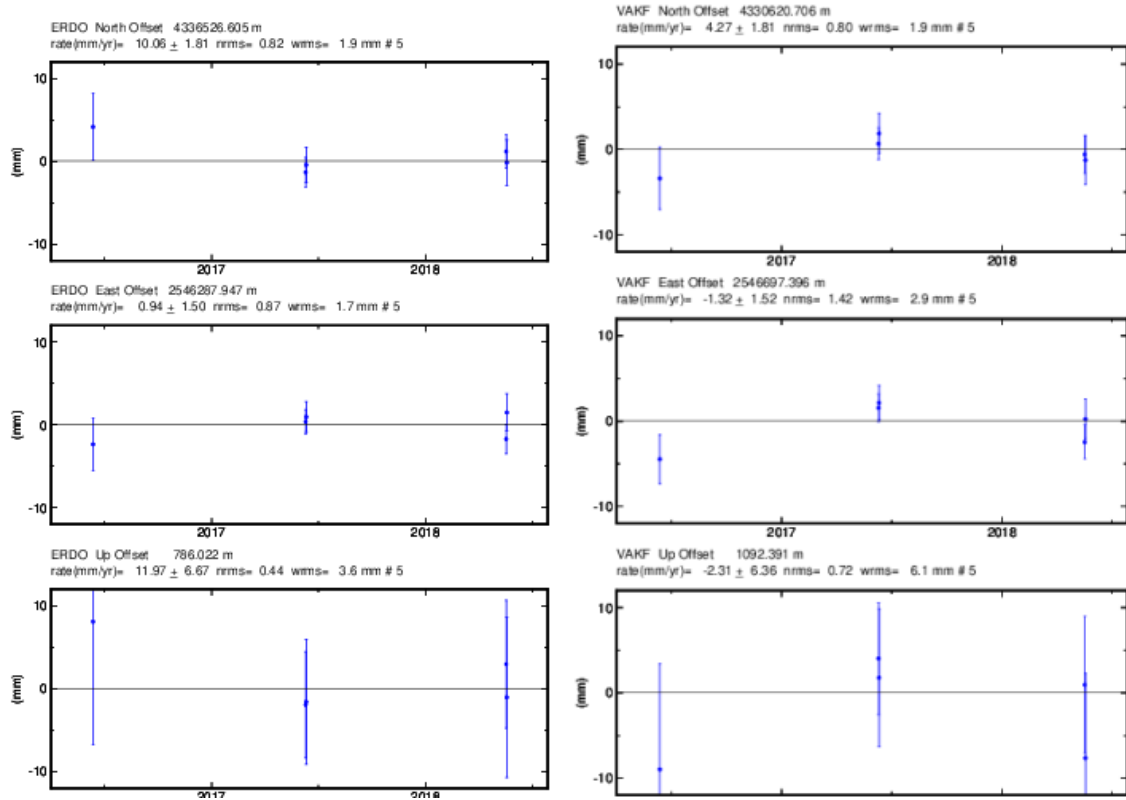 ERDO North Offset 4336526.605 m
rate(mm/yr)= 10.06 ± 1.81 nrms= 0.82 wrms= 1.9 mm # 5
10
0
-10
(mm)
2017 2018
ERDO East Offset 2546287.947 m
rate(mm/yr)= 0.94 ± 1.50 nrms= 0.87 wrms= 1.7 mm # 5
10
0
-10
(mm)
2017 2018
ERDO Up Offset 786.022 m
rate(mm/yr)= 11.97 ± 6.67 nrms= 0.44 wrms= 3.6 mm # 5
10
0
-10
(mm)
2017 2018
VAKF North Offset 4330620.706 m
rate(mm/yr)= 4.27 ± 1.81 nrms= 0.80 wrms= 1.9 mm # 5
10
0
-10
(mm)
2017 2018
VAKF East Offset 2546697.396 m
rate(mm/yr)= -1.32 ± 1.52 nrms= 1.42 wrms= 2.9 mm # 5
10
0
-10
(mm)
2017 2018
VAKF Up Offset 1092.391 m
rate(mm/yr)= -2.31 ± 6.36 nrms= 0.72 wrms= 6.1 mm # 5
10
0
-10
(mm)